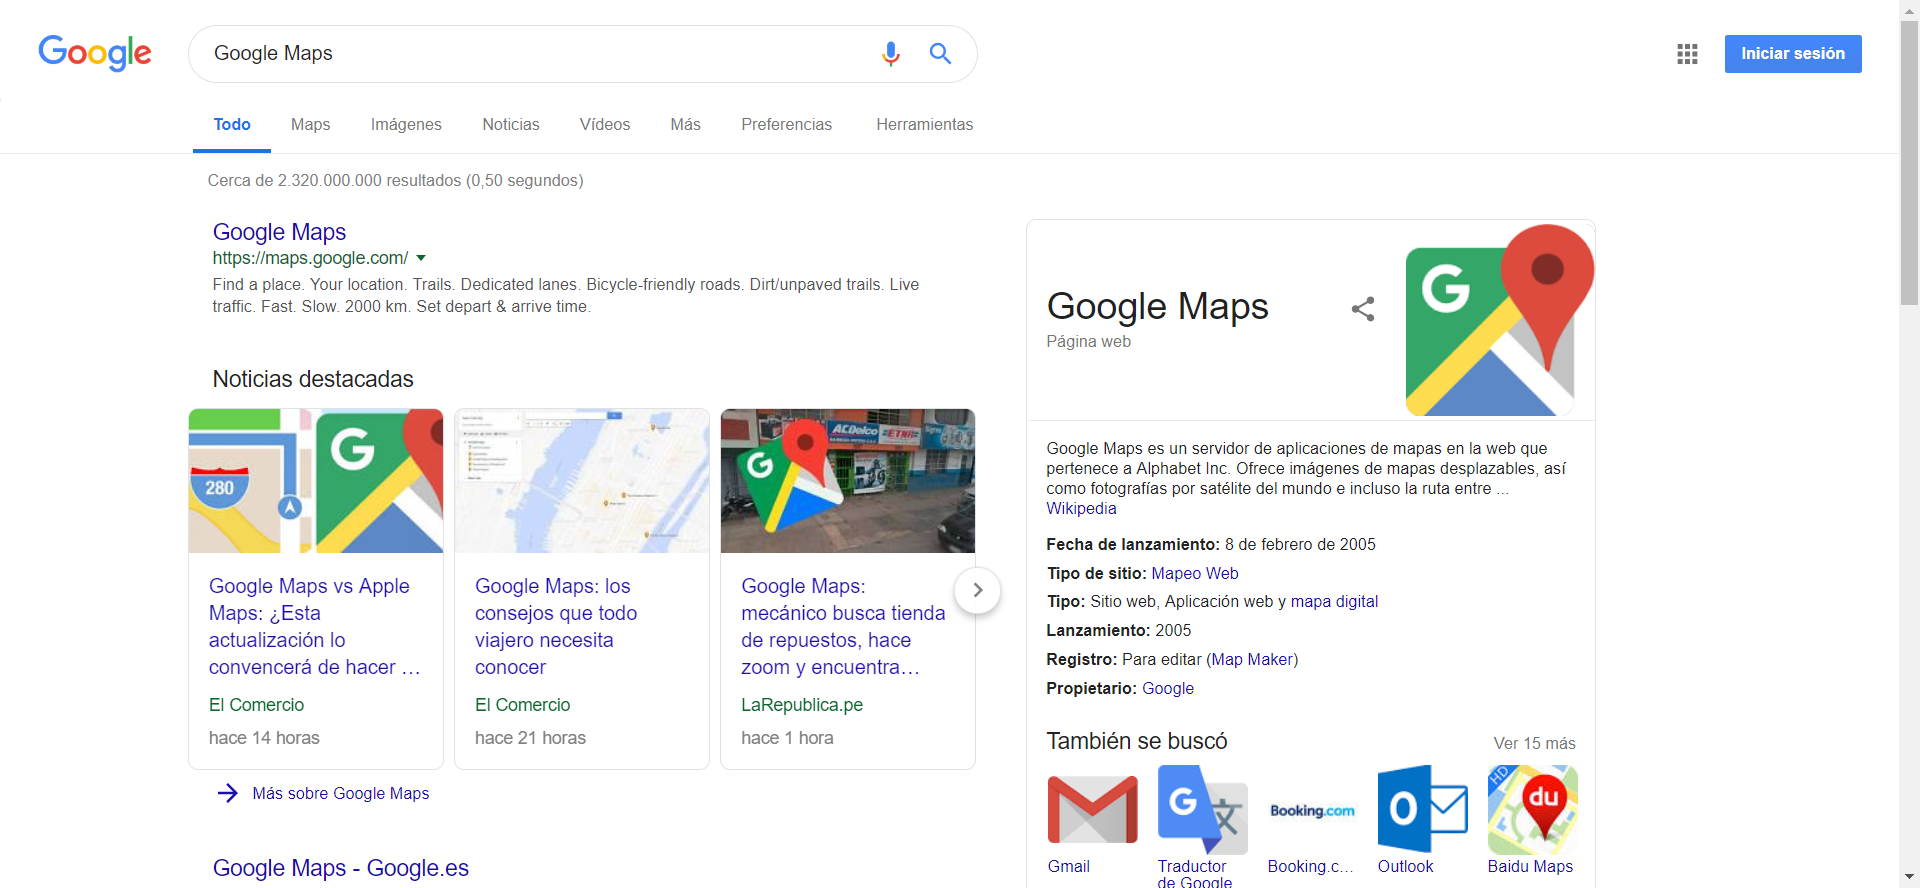 Google
Google Maps
Iniciar sesión
Todo
Maps
Imágenes
Noticias
Vídeos
Más
Preferencias
Herramientas
Cerca de 2.320.000.000 resultados (0,50 segundos)
Google Maps
https://maps.google.com/
Find a place. Your location. Trails. Dedicated lanes. Bicycle-friendly roads. Dirt/unpaved trails. Live
traffic. Fast. Slow. 2000 km. Set depart & arrive time.
Noticias destacadas
280
G
Google Maps vs Apple
Maps: ¿Esta
actualización lo
convencerá de hacer ...
El Comercio
hace 14 horas
Google Maps: los
consejos que todo
viajero necesita
conocer
El Comercio
hace 21 horas
ACDelco
ETNA
G
Google Maps:
mecánico busca tienda
de repuestos, hace
zoom y encuentra...
LaRepublica.pe
hace 1 hora
Más sobre Google Maps
Google Maps - Google.es
Google Maps
Página web
G
Google Maps es un servidor de aplicaciones de mapas en la web que
pertenece a Alphabet Inc. Ofrece imágenes de mapas desplazables, así
como fotografías por satélite del mundo e incluso la ruta entre ...
Wikipedia
Fecha de lanzamiento: 8 de febrero de 2005
Tipo de sitio: Mapeo Web
Tipo: Sitio web, Aplicación web y mapa digital
Lanzamiento: 2005
Registro: Para editar (Map Maker)
Propietario: Google
También se buscó
Ver 15 más
G
文
Booking.com
O
HD
du
Gmail
Traductor
de Google
Booking.c...
Outlook
Baidu Maps